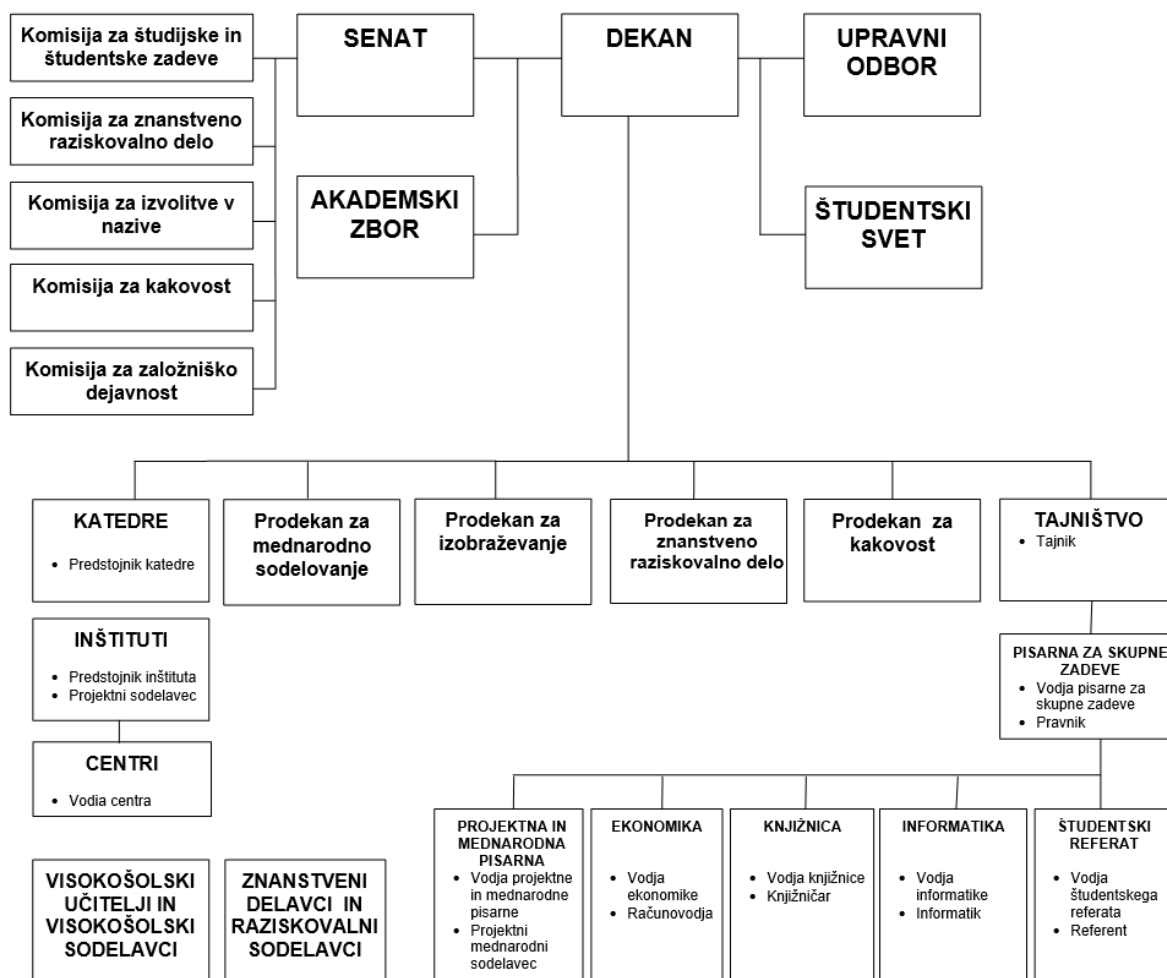 Komisija za študijske in
študentske zadeve
SENAT
DEKAN
UPRAVNI
ODBOR
Komisija za znanstveno
raziskovalno delo
Komisija za izvolitve v
nazive
AKADEMSKI
ZBOR
ŠTUDENTSKI
SVET
Komisija za kakovost
Komisija za založniško
dejavnost
KATEDRE
• Predstojnik katedre
Prodekan za
mednarodno
sodelovanje
Prodekan za
izobraževanje
Prodekan za
znanstveno
raziskovalno delo
Prodekan za
kakovost
TAJNIŠTVO
• Tajnik
INŠTITUTI
• Predstojnik inštituta
• Projektni sodelavec
PISARNA ZA SKUPNE
ZADEVE
• Vodja pisarne za
skupne zadeve
• Pravnik
CENTRI
• Vodia centra
PROJEKTNA IN
MEDNARODNA
PISARNA
• Vodja projektne
in mednarodne
pisarne
• Projektni
mednarodni
sodelavec
EKONOMIKA
• Vodja
ekonomike
• Računovodja
KNJIŽNICA
• Vodja knjižnice
• Knjižničar
INFORMATIKA
• Vodja
informatike
• Informatik
ŠTUDENTSKI
REFERAT
• Vodja
študentskega
referata
• Referent
VISOKOŠOLSKI
UČITELJI IN
VISOKOŠOLSKI
SODELAVCI
ZNANSTVENI
DELAVCI IN
RAZISKOVALNI
SODELAVCI